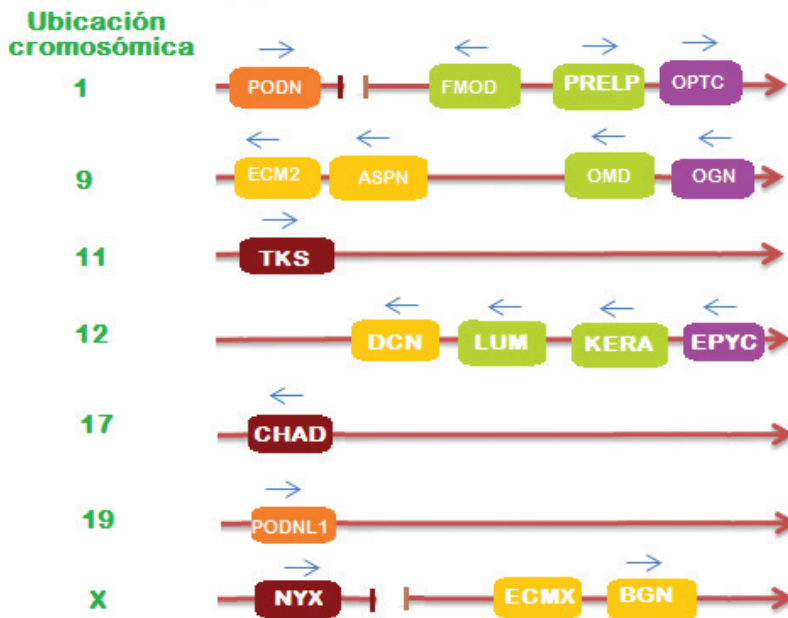 Ubicación
cromosómica
1 PODN FMOD PRELP OPTC
9 ECM2 ASPN OMD OGN
11 TKS
12 DCN LUM KERA EPYC
17 CHAD
19 PODNL1
X NYX ECMX BGN